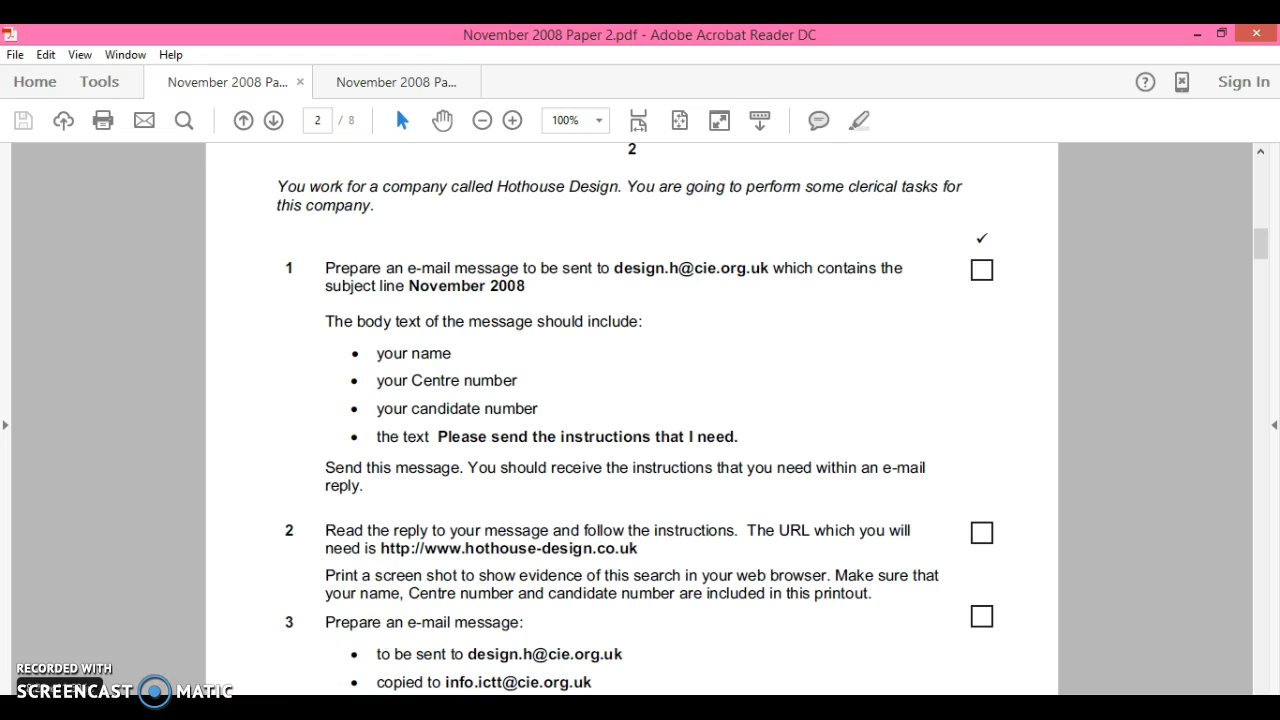 November 2008 Paper 2.pdf - Adobe Acrobat Reader DC
File Edit View Window Help
Home Tools November 2008 Pa... × November 2008 Pa... Sign In
2 / 8 100%
2
You work for a company called Hothouse Design. You are going to perform some clerical tasks for
this company.
✓
1 Prepare an e-mail message to be sent to design.h@cie.org.uk which contains the
subject line November 2008
The body text of the message should include:
• your name
• your Centre number
• your candidate number
• the text Please send the instructions that I need.
Send this message. You should receive the instructions that you need within an e-mail
reply.
2 Read the reply to your message and follow the instructions. The URL which you will
need is http://www.hothouse-design.co.uk
Print a screen shot to show evidence of this search in your web browser. Make sure that
your name, Centre number and candidate number are included in this printout.
3 Prepare an e-mail message:
• to be sent to design.h@cie.org.uk
• copied to info.ictt@cie.org.uk
RECORDED WITH
SCREENCAST MATIC